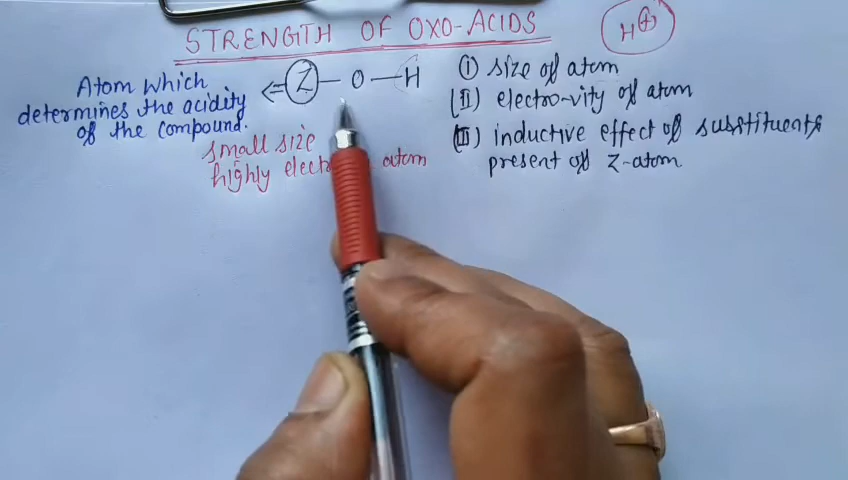 STRENGTH OF OXO-ACIDS
H⊕
Atom which
determines the acidity
of the compound.
⇐ Z — O — H
small size
highly atom
(I) size of atom
(II) electro-vity of atom
(III) inductive effect of substituents
present of Z-atom